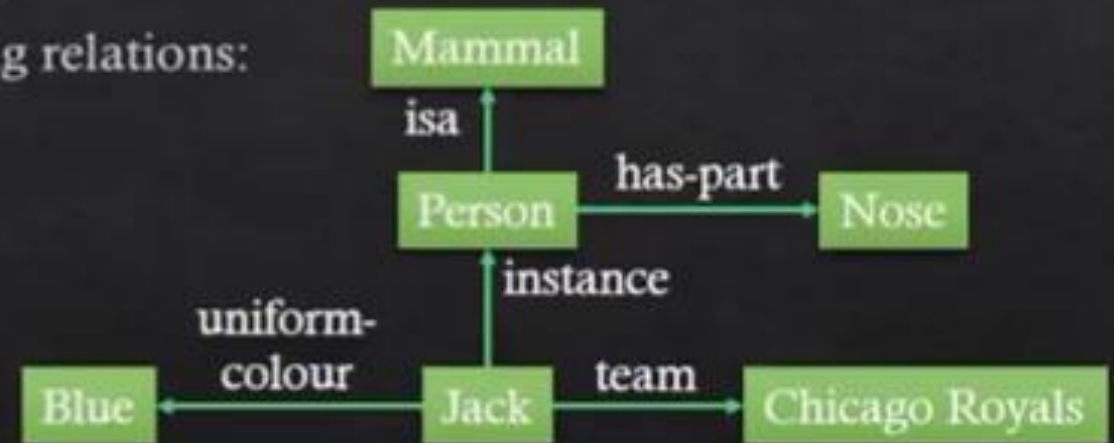 g relations:
Mammal
isa
has-part
Person
Nose
instance
uniform-
colour
team
Blue
Jack
Chicago Royals